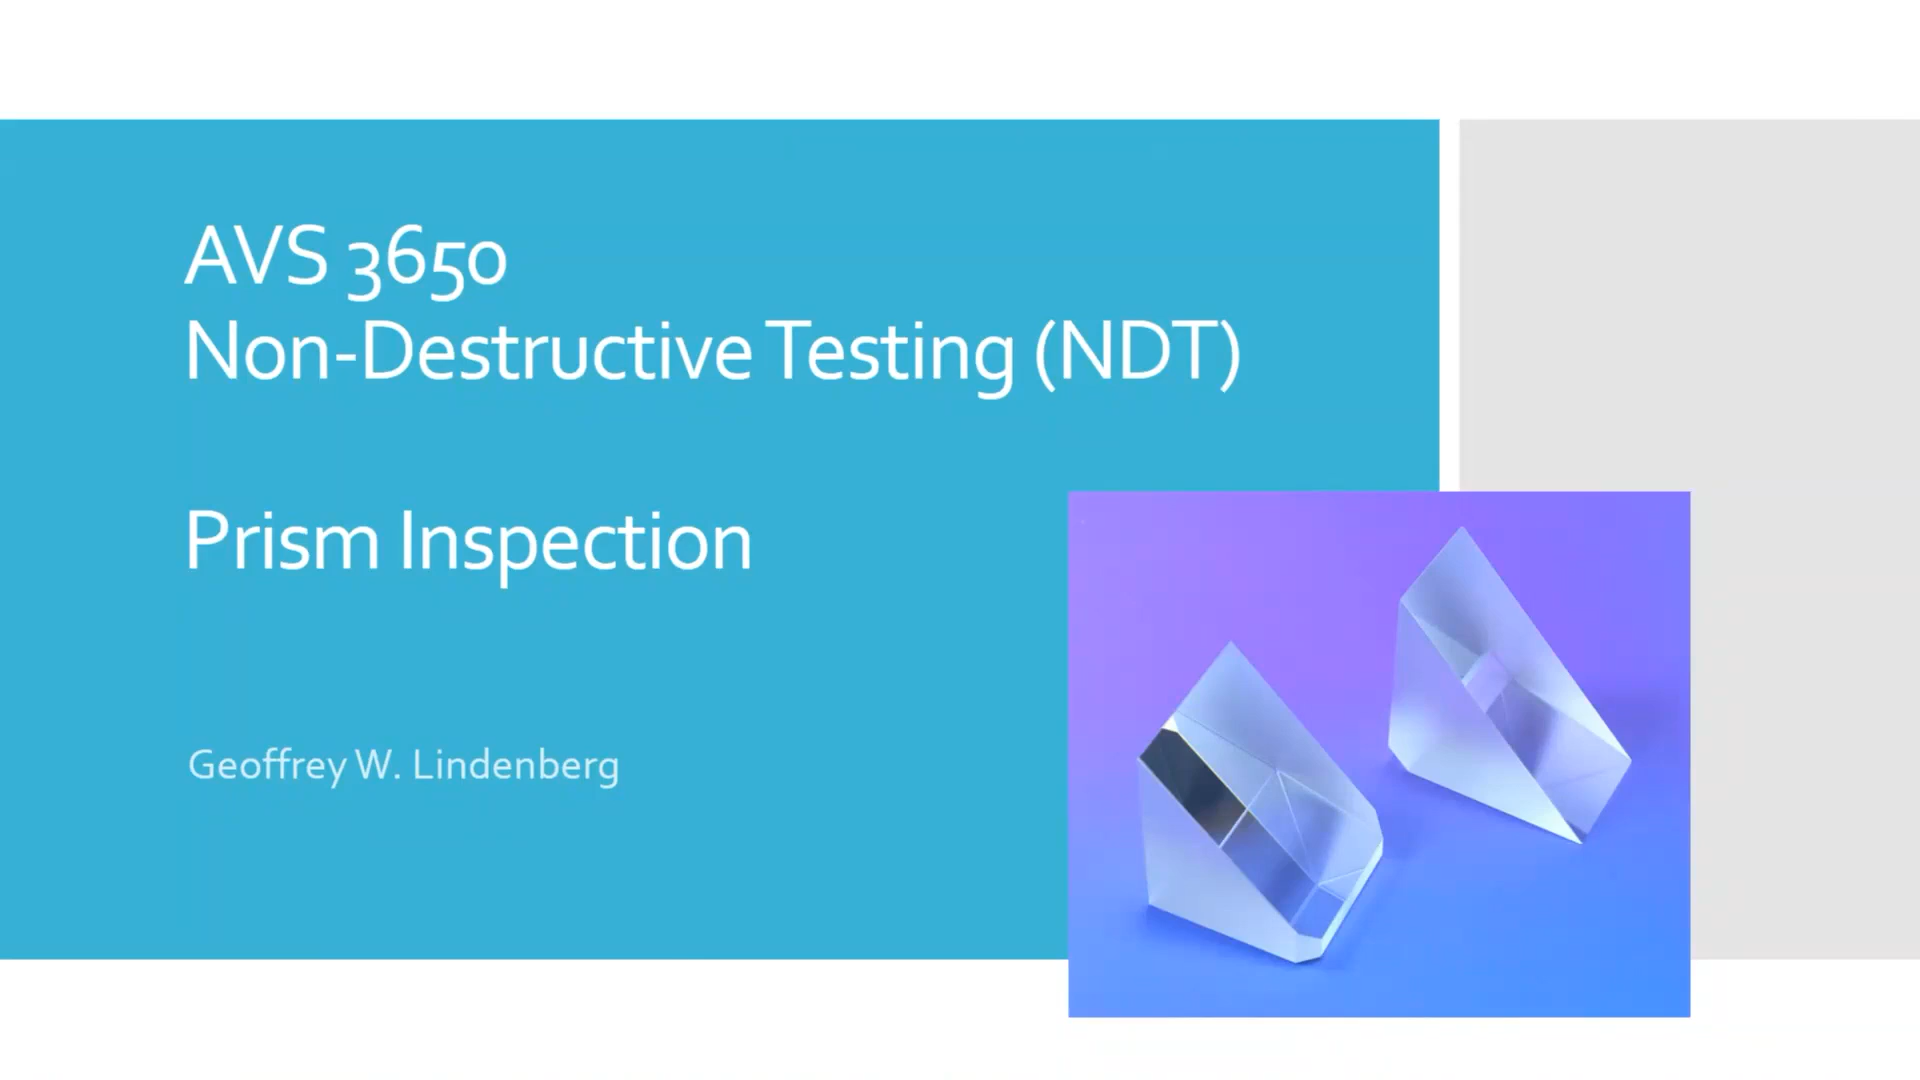 AVS 3650
Non-Destructive Testing (NDT)
Prism Inspection
Geoffrey W. Lindenberg